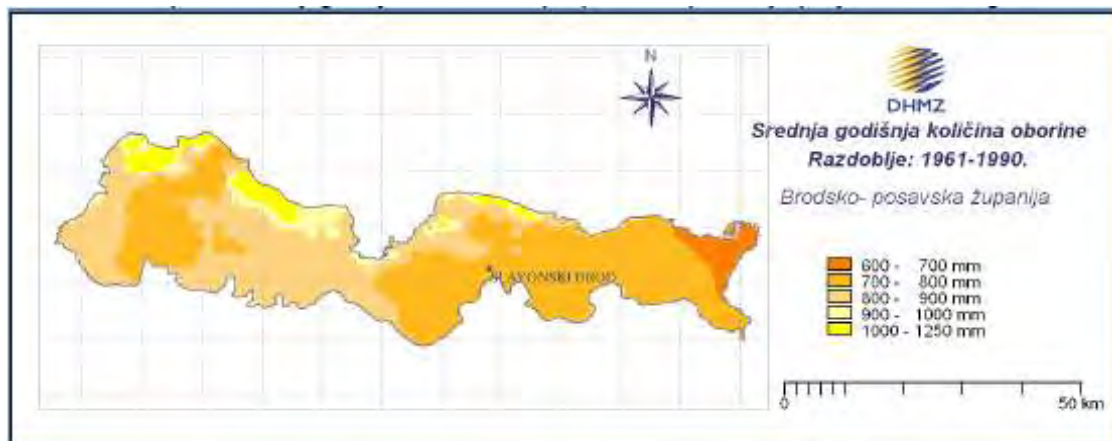 N
DHMZ
Srednja godišnja količina oborine
Razdoblje: 1961-1990.
Brodsko- posavska županija
SLAVONSKI BROD
600 - 700 mm
700 - 800 mm
800 - 900 mm
900 - 1000 mm
1000 - 1250 mm
0 50 km